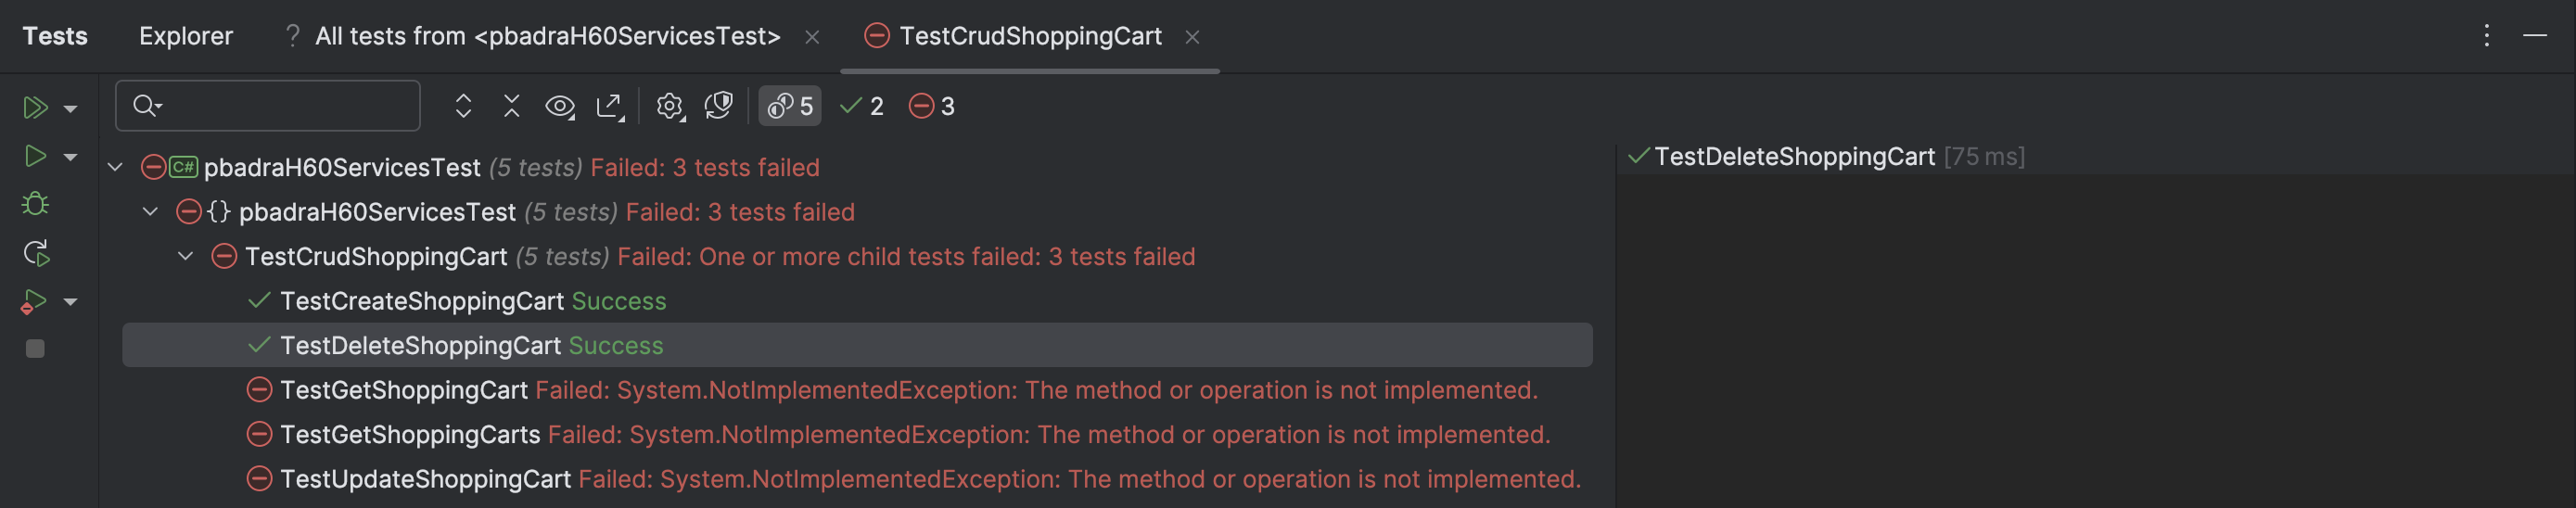 Tests Explorer ? All tests from <pbadraH60ServicesTest> × TestCrudShoppingCart ×
5 2 3
C# pbadraH60ServicesTest (5 tests) Failed: 3 tests failed
{} pbadraH60ServicesTest (5 tests) Failed: 3 tests failed
TestCrudShoppingCart (5 tests) Failed: One or more child tests failed: 3 tests failed
TestCreateShoppingCart Success
TestDeleteShoppingCart Success
TestGetShoppingCart Failed: System.NotImplementedException: The method or operation is not implemented.
TestGetShoppingCarts Failed: System.NotImplementedException: The method or operation is not implemented.
TestUpdateShoppingCart Failed: System.NotImplementedException: The method or operation is not implemented.
TestDeleteShoppingCart [75 ms]